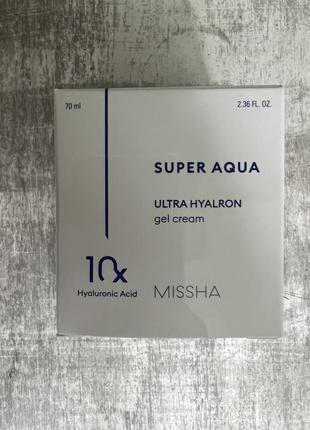 70 ml 2.36 FL. OZ.
SUPER AQUA
ULTRA HYALRON
gel cream
10x
Hyaluronic Acid MISSHA